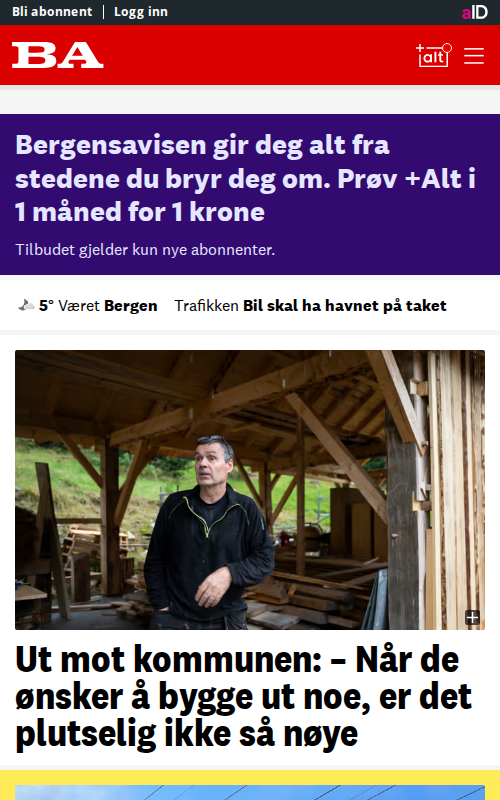 Bli abonnent | Logg inn
aID
BA
+alt
Bergensavisen gir deg alt fra
stedene du bryr deg om. Prøv +Alt i
1 måned for 1 krone
Tilbudet gjelder kun nye abonnenter.
5° Været Bergen Trafikken Bil skal ha havnet på taket
Ut mot kommunen: – Når de
ønsker å bygge ut noe, er det
plutselig ikke så nøye